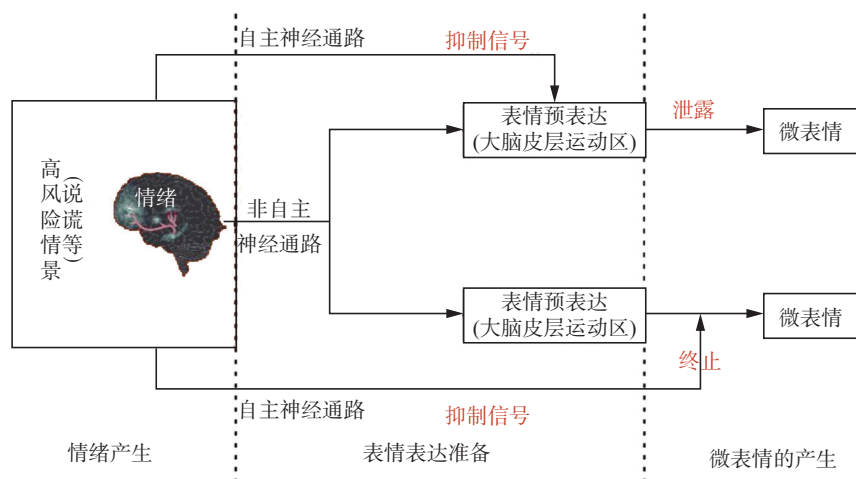 自主神经通路
抑制信号
表情预表达
(大脑皮层运动区)
泄露
微表情
高风险情景
(说谎等)
情绪
非自主
神经通路
表情预表达
(大脑皮层运动区)
微表情
终止
自主神经通路
抑制信号
情绪产生
表情表达准备
微表情的产生